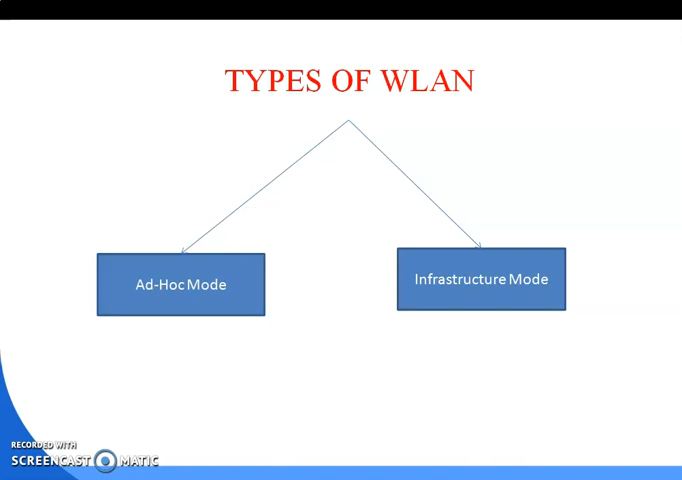 TYPES OF WLAN
Ad-Hoc Mode
Infrastructure Mode
RECORDED WITH
SCREENCAST MATIC